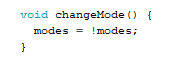 void changeMode() {
  modes = !modes;
}